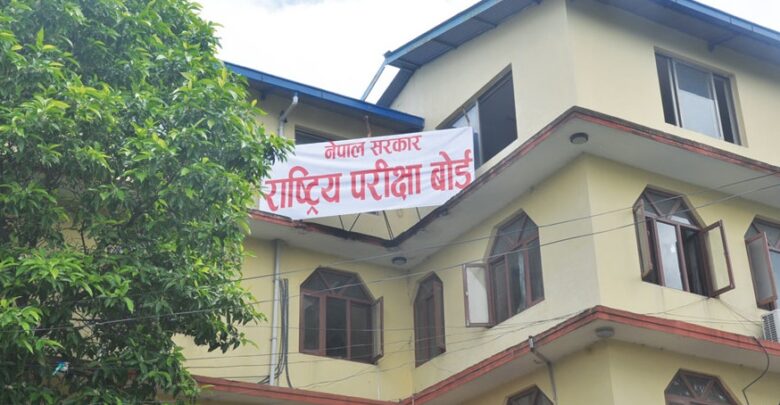 नेपाल सरकार
राष्ट्रिय परीक्षा बोर्ड